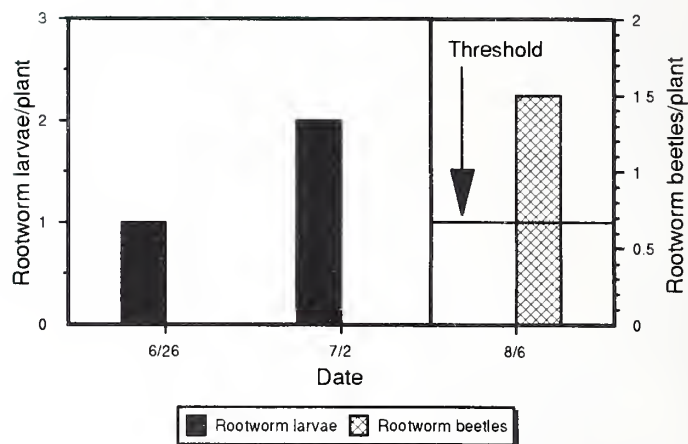 3
2
1
0
Rootworm larvae/plant
Threshold
2
1.5
1
0.5
0
Rootworm beetles/plant
6/26
7/2
8/6
Date
Rootworm larvae
Rootworm beetles